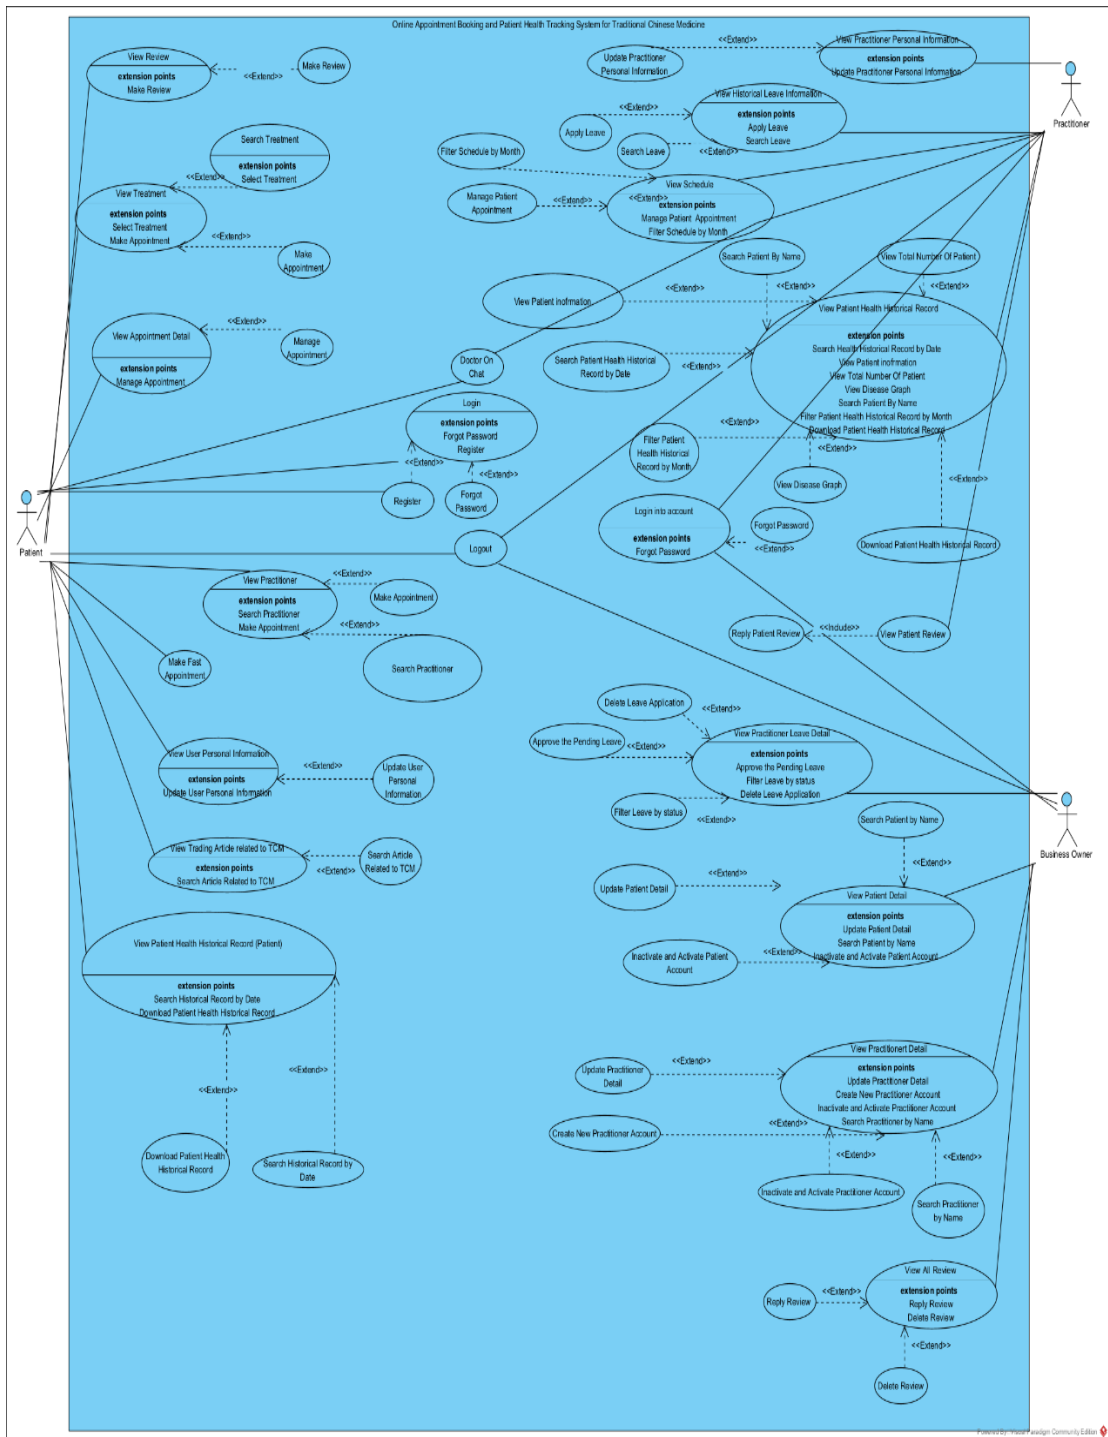 Online Appointment Booking and Patient Health Tracking System for Traditional Chinese Medicine
View Review
extension points
Make Review
<<Extend>>
Make Review
Search Treatment
extension points
Select Treatment
<<Extend>>
View Treatment
extension points
Select Treatment
Make Appointment
<<Extend>>
Make
Appointment
View Appointment Detail
extension points
Manage Appointment
<<Extend>>
Manage
Appointment
Doctor On
Chat
Login
extension points
Forgot Password
Register
<<Extend>>
<<Extend>>
Register
Forgot
Password
Logout
Patient
View Practitioner
extension points
Search Practitioner
Make Appointment
<<Extend>>
Make Appointment
<<Extend>>
Search Practitioner
Make Fast
Appointment
View User Personal Information
extension points
Update User Personal Information
<<Extend>>
Update User
Personal
Information
View Trading Article related to TCM
extension points
Search Article Related to TCM
<<Extend>>
Search Article
Related to TCM
View Patient Health Historical Record (Patient)
extension points
Search Historical Record by Date
Download Patient Health Historical Record
<<Extend>>
<<Extend>>
Download Patient Health
Historical Record
Search Historical Record by
Date
Update Practitioner
Personal Information
<<Extend>>
View Practitioner Personal Information
extension points
Update Practitioner Personal Information
Practitioner
View Historical Leave Information
extension points
Apply Leave
Search Leave
<<Extend>>
Apply Leave
Search Leave
<<Extend>>
Filter Schedule by Month
Manage Patient
Appointment
<<Extend>>
<<Extend>>
View Schedule
extension points
Manage Patient Appointment
Filter Schedule by Month
Search Patient By Name
<<Extend>>
View Total Number Of Patient
<<Extend>>
View Patient Inofrmation
<<Extend>>
View Patient Health Historical Record
extension points
Search Health Historical Record by Date
View Patient inofrmation
View Total Number Of Patient
View Disease Graph
Search Patient By Name
Filter Patient Health Historical Record by Month
Download Patient Health Historical Record
Search Patient Health Historical
Record by Date
<<Extend>>
Filter Patient
Health Historical
Record by Month
<<Extend>>
<<Extend>>
View Disease Graph
<<Extend>>
Download Patient Health Historical Record
Login into account
extension points
Forgot Password
Forgot Password
<<Extend>>
Reply Patient Review
<<Include>>
View Patient Review
Delete Leave Application
<<Extend>>
Approve the Pending Leave
<<Extend>>
View Practitioner Leave Detail
extension points
Approve the Pending Leave
Filter Leave by status
Delete Leave Application
Filter Leave by status
<<Extend>>
Business Owner
Search Patient by Name
<<Extend>>
Update Patient Detail
<<Extend>>
View Patient Detail
extension points
Update Patient Detail
Search Patient by Name
Inactivate and Activate Patient Account
Inactivate and Activate Patient
Account
<<Extend>>
View Practitionert Detail
extension points
Update Practitioner Detail
Create New Practitioner Account
Inactivate and Activate Practitioner Account
Search Practitioner by Name
Update Practitioner
Detail
<<Extend>>
Create New Practitioner Account
<<Extend>>
<<Extend>>
Inactivate and Activate Practitioner Account
<<Extend>>
Search Practitioner
by Name
View All Review
extension points
Reply Review
Delete Review
Reply Review
<<Extend>>
<<Extend>>
Delete Review
Powered By: Visual Paradigm Community Edition